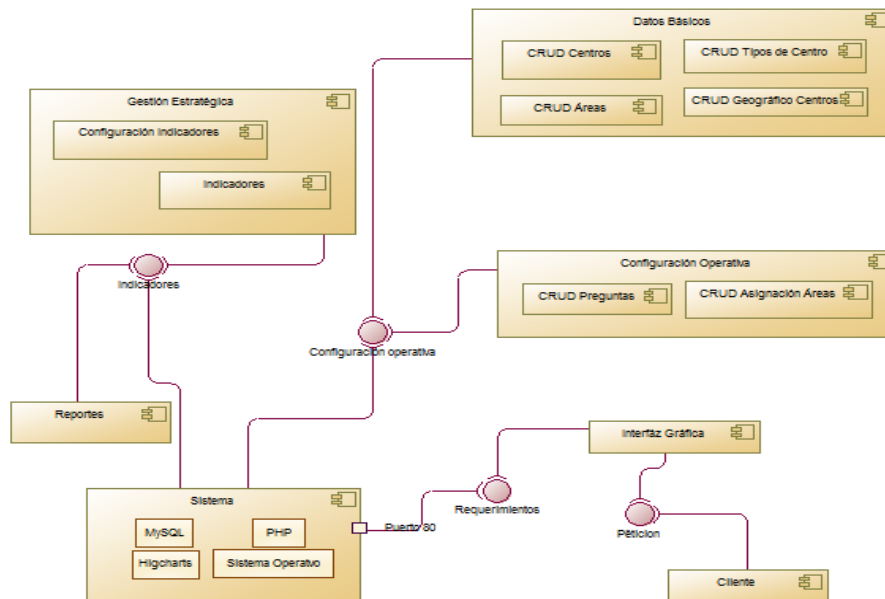 Datos Básicos
CRUD Centros
CRUD Tipos de Centro
CRUD Áreas
CRUD Geográfico Centros
Gestión Estratégica
Configuración Indicadores
Indicadores
Indicadores
Configuración Operativa
CRUD Preguntas
CRUD Asignación Áreas
Configuración operativa
Reportes
Interfáz Gráfica
Sistema
MySQL
PHP
Higcharts
Sistema Operatvo
Puerto 80
Requerimientos
Péticion
Cliente